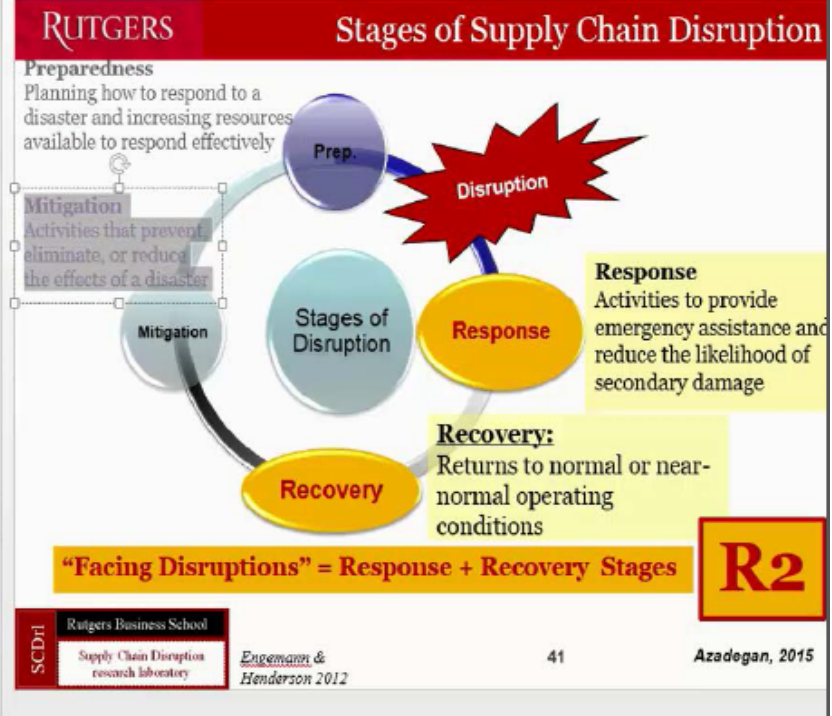 RUTGERS
Stages of Supply Chain Disruption
Preparedness
Planning how to respond to a
disaster and increasing resources
available to respond effectively
Prep.
Disruption
Mitigation
Activities that prevent,
eliminate, or reduce
the effects of a disaster
Mitigation
Stages of
Disruption
Response
Response
Activities to provide
emergency assistance and
reduce the likelihood of
secondary damage
Recovery:
Returns to normal or near-
normal operating
conditions
Recovery
“Facing Disruptions” = Response + Recovery Stages
R2
SCDrl
Rutgers Business School
Supply Chain Disruption
research laboratory
Engemann &
Henderson 2012
41
Azadegan, 2015